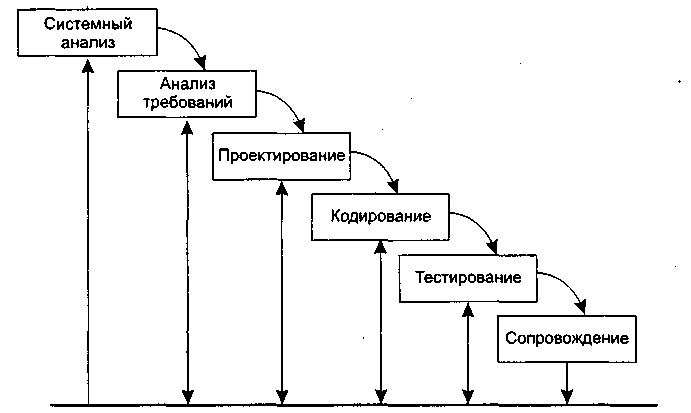 Системный
анализ
Анализ
требований
Проектирование
Кодирование
Тестирование
Сопровождение